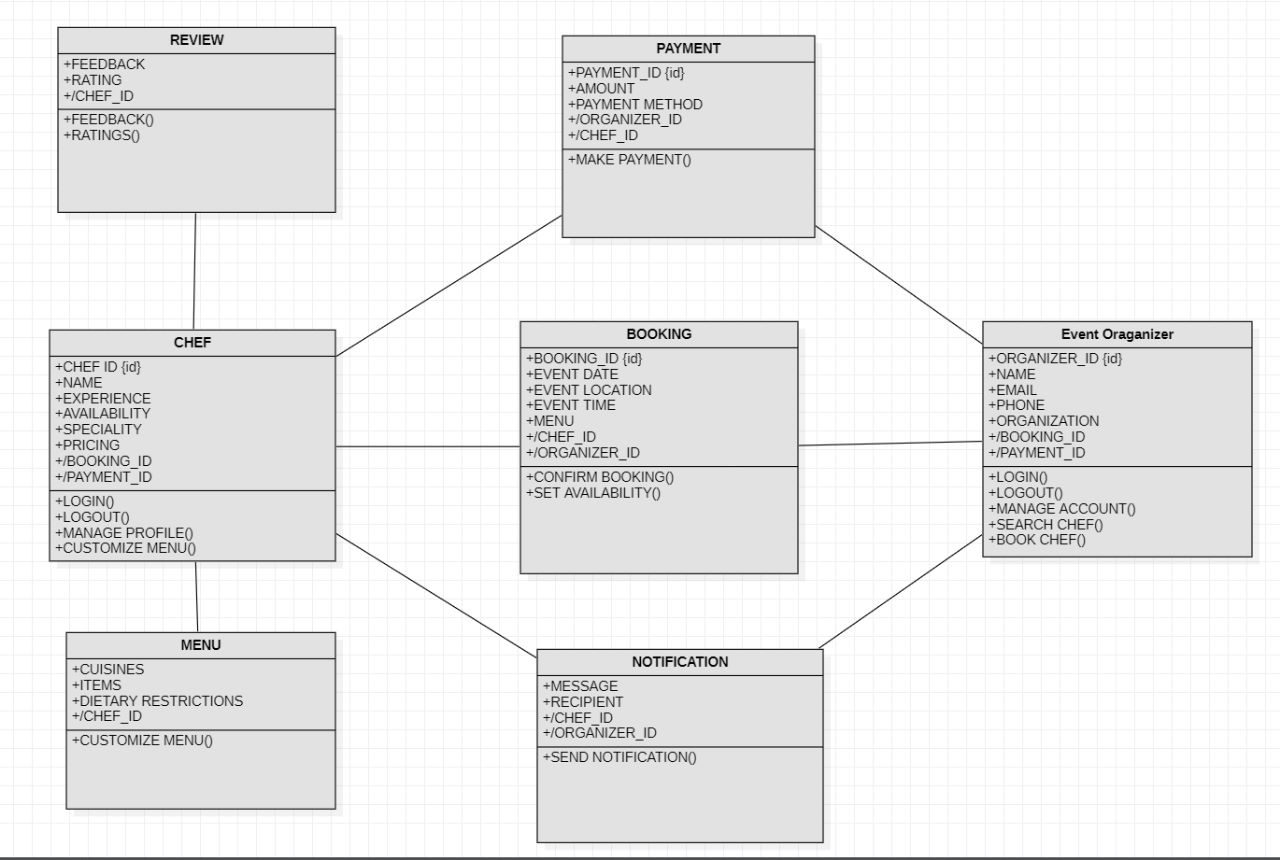 REVIEW
+FEEDBACK
+RATING
+/CHEF_ID
+FEEDBACK()
+RATINGS()
PAYMENT
+PAYMENT_ID {id}
+AMOUNT
+PAYMENT METHOD
+/ORGANIZER_ID
+/CHEF_ID
+MAKE PAYMENT()
CHEF
+CHEF ID {id}
+NAME
+EXPERIENCE
+AVAILABILITY
+SPECIALITY
+PRICING
+/BOOKING_ID
+/PAYMENT_ID
+LOGIN()
+LOGOUT()
+MANAGE PROFILE()
+CUSTOMIZE MENU()
BOOKING
+BOOKING_ID {id}
+EVENT DATE
+EVENT LOCATION
+EVENT TIME
+MENU
+/CHEF_ID
+/ORGANIZER_ID
+CONFIRM BOOKING()
+SET AVAILABILITY()
Event Oraganizer
+ORGANIZER_ID {id}
+NAME
+EMAIL
+PHONE
+ORGANIZATION
+/BOOKING_ID
+/PAYMENT_ID
+LOGIN()
+LOGOUT()
+MANAGE ACCOUNT()
+SEARCH CHEF()
+BOOK CHEF()
MENU
+CUISINES
+ITEMS
+DIETARY RESTRICTIONS
+/CHEF_ID
+CUSTOMIZE MENU()
NOTIFICATION
+MESSAGE
+RECIPIENT
+/CHEF_ID
+/ORGANIZER_ID
+SEND NOTIFICATION()